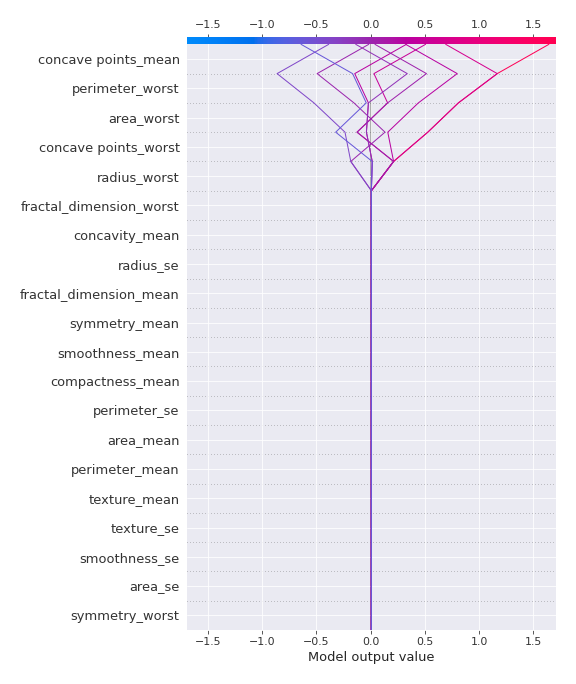 −1.5 −1.0 −0.5 0.0 0.5 1.0 1.5
concave points_mean
perimeter_worst
area_worst
concave points_worst
radius_worst
fractal_dimension_worst
concavity_mean
radius_se
fractal_dimension_mean
symmetry_mean
smoothness_mean
compactness_mean
perimeter_se
area_mean
perimeter_mean
texture_mean
texture_se
smoothness_se
area_se
symmetry_worst
−1.5 −1.0 −0.5 0.0 0.5 1.0 1.5
Model output value